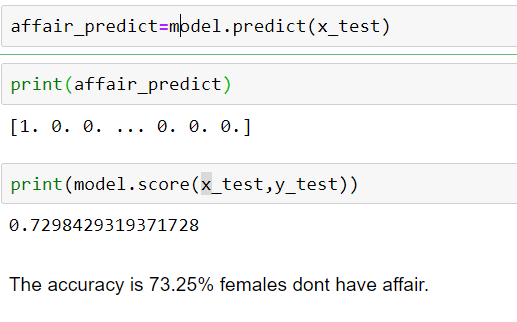 affair_predict=model.predict(x_test)
print(affair_predict)
[1. 0. 0. ... 0. 0. 0.]
print(model.score(x_test,y_test))
0.7298429319371728
The accuracy is 73.25% females dont have affair.